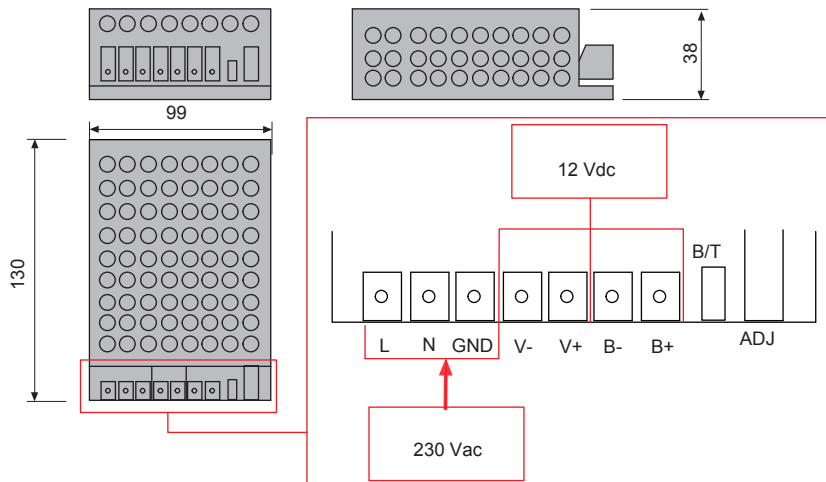 38
99
130
12 Vdc
B/T
L N GND V- V+ B- B+ ADJ
230 Vac